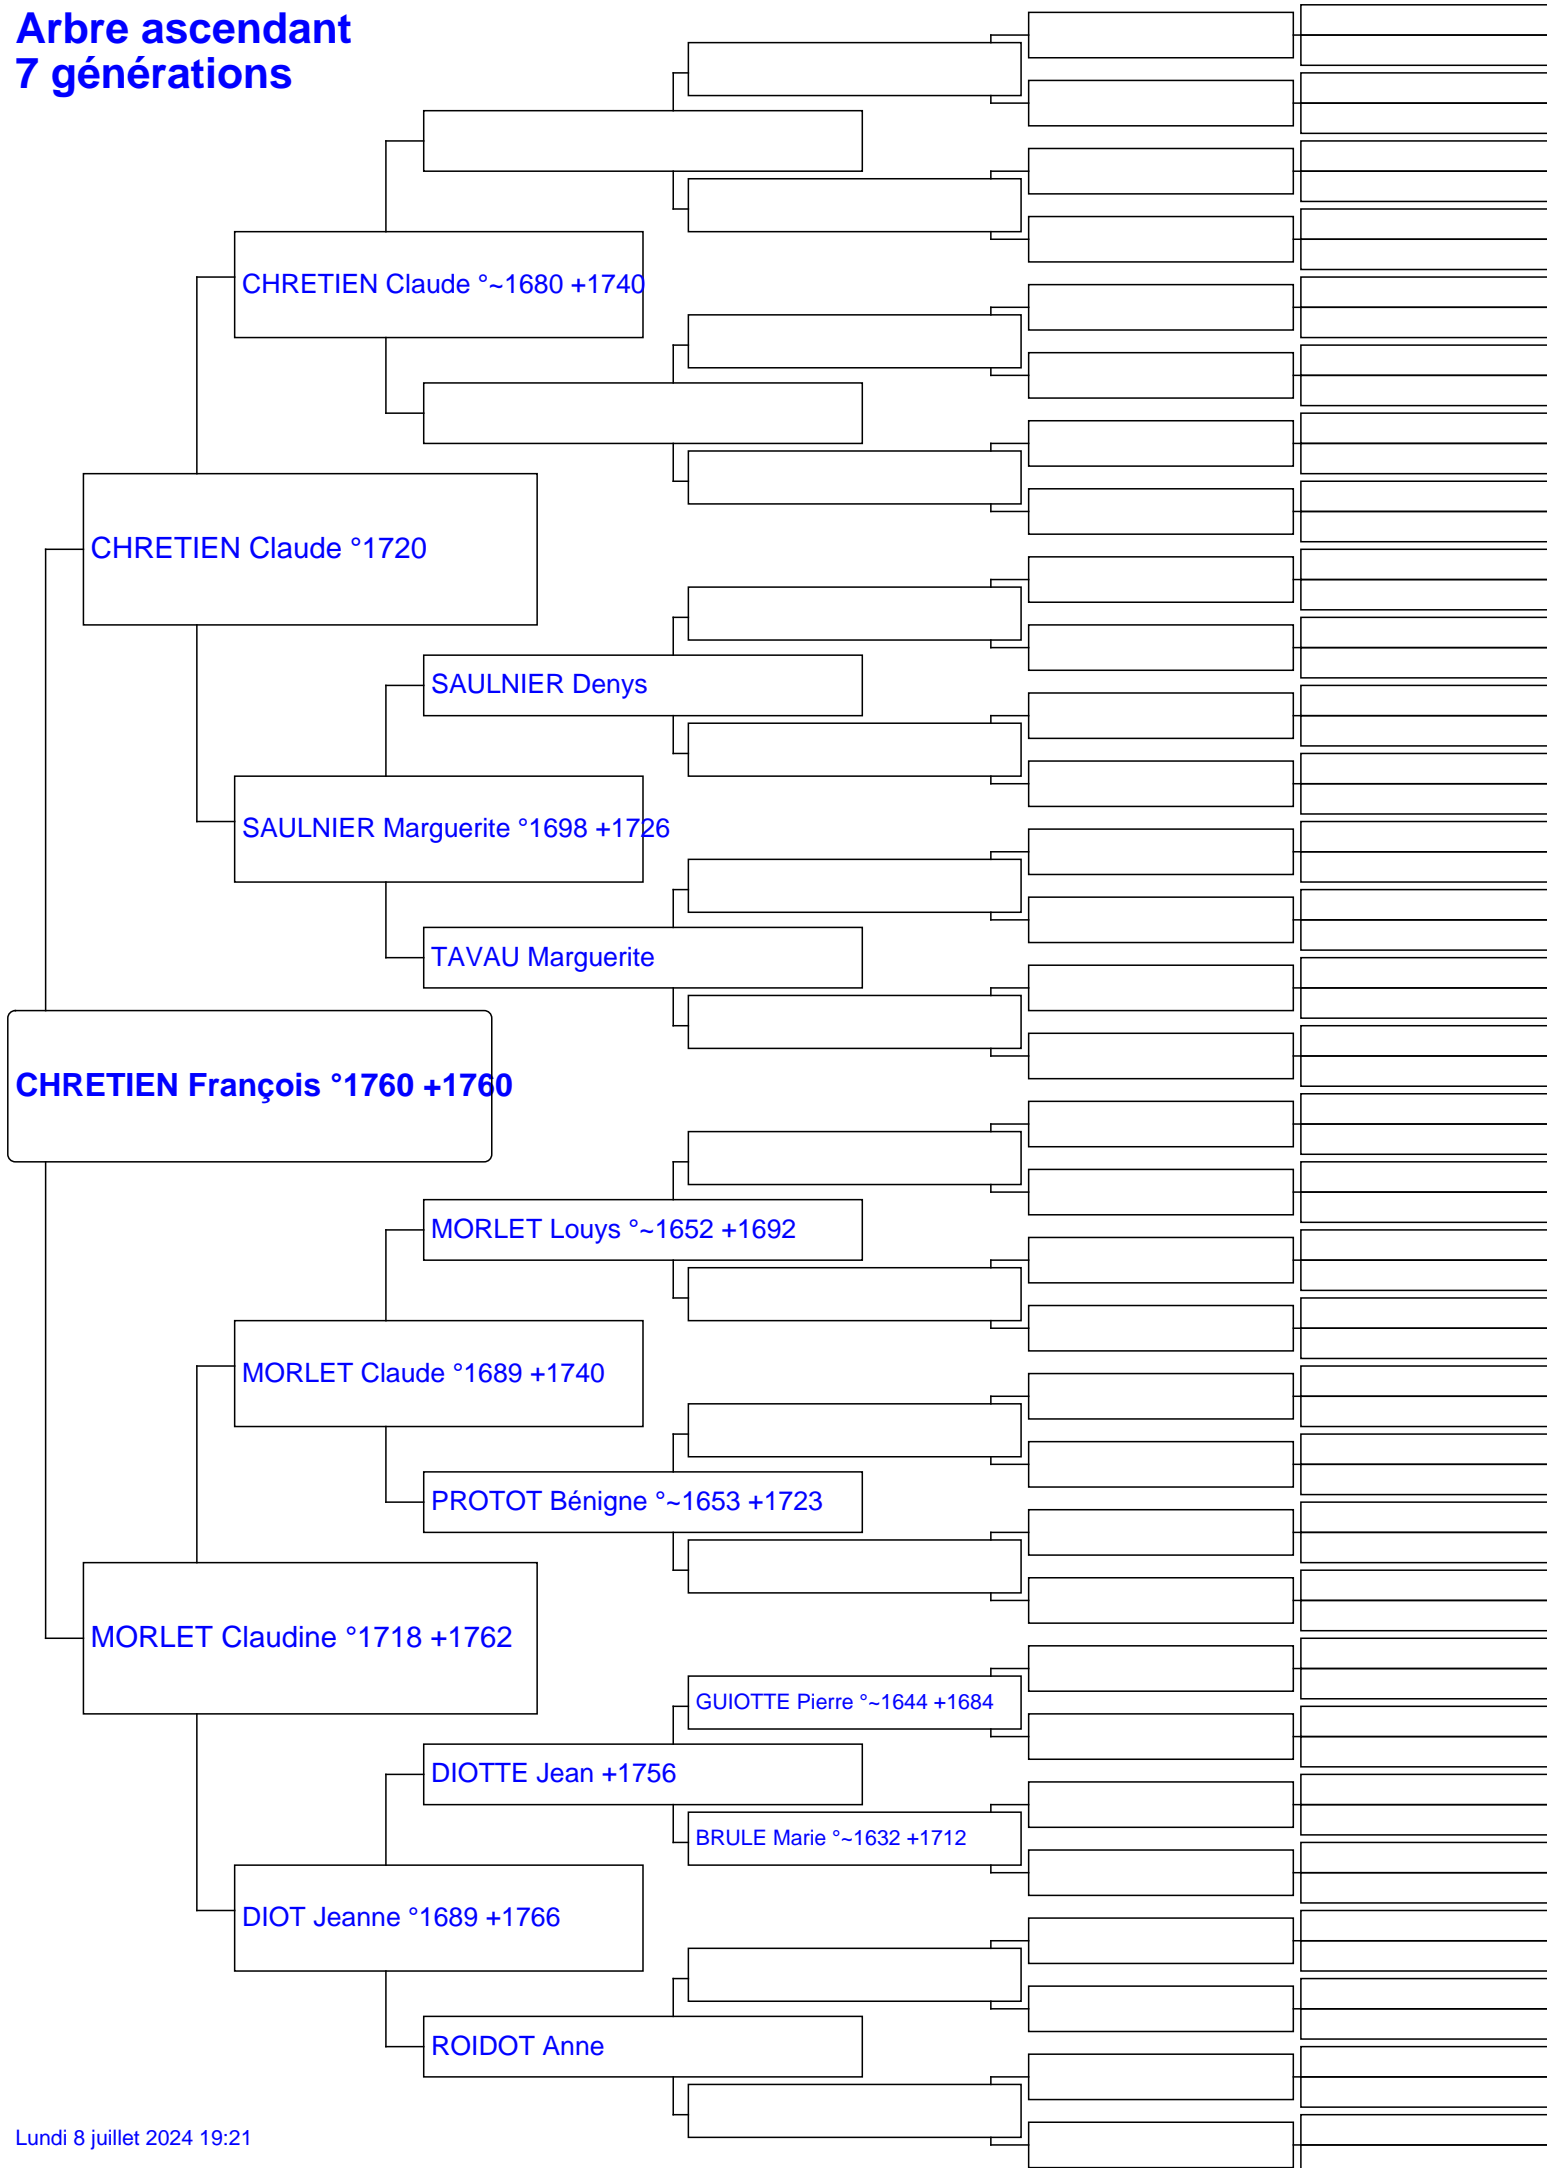 Arbre ascendant
7 générations
CHRETIEN Claude °~1680 +1740
CHRETIEN Claude °1720
SAULNIER Denys
SAULNIER Marguerite °1698 +1726
TAVAU Marguerite
CHRETIEN François °1760 +1760
MORLET Louys °~1652 +1692
MORLET Claude °1689 +1740
PROTOT Bénigne °~1653 +1723
MORLET Claudine °1718 +1762
GUIOTTE Pierre °~1644 +1684
DIOTTE Jean +1756
BRULE Marie °~1632 +1712
DIOT Jeanne °1689 +1766
ROIDOT Anne
Lundi 8 juillet 2024 19:21